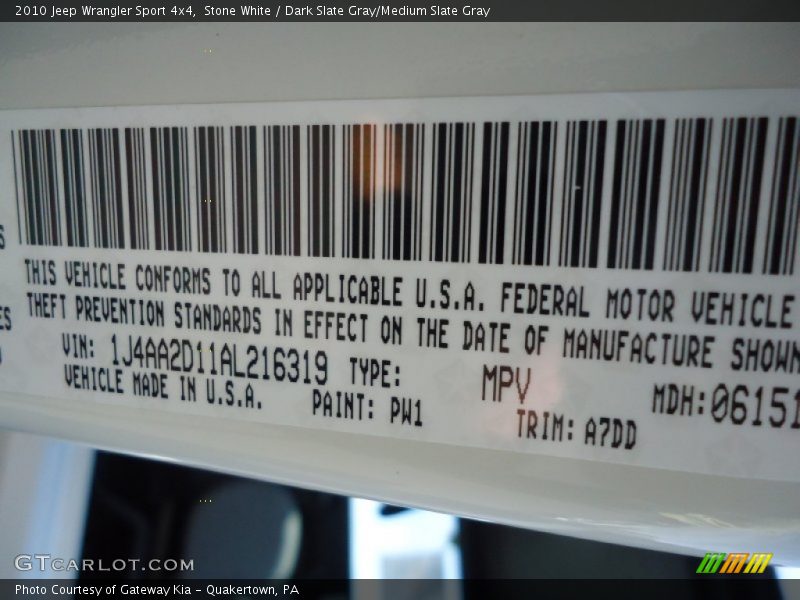 2010 Jeep Wrangler Sport 4x4, Stone White / Dark Slate Gray/Medium Slate Gray
THIS VEHICLE CONFORMS TO ALL APPLICABLE U.S.A. FEDERAL MOTOR VEHICLE
THEFT PREVENTION STANDARDS IN EFFECT ON THE DATE OF MANUFACTURE SHOWN
VIN: 1J4AA2D11AL216319 TYPE: MPV MDH: 06151
VEHICLE MADE IN U.S.A. PAINT: PW1 TRIM: A7DD
GTCARLOT.COM
Photo Courtesy of Gateway Kia - Quakertown, PA